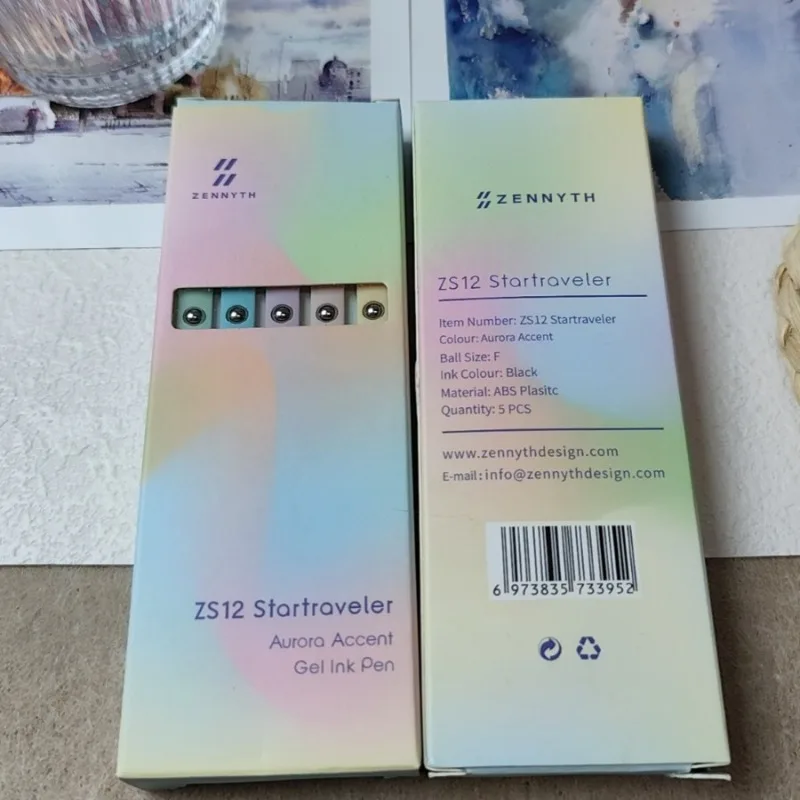 ZENNYTH
ZS12 Startraveler
Aurora Accent
Gel Ink Pen
ZENNYTH
ZS12 Startraveler
Item Number: ZS12 Startraveler
Colour: Aurora Accent
Ball Size: F
Ink Colour: Black
Material: ABS Plasitc
Quantity: 5 PCS
www.zennythdesign.com
E-mail:info@zennythdesign.com
6 973835 733952